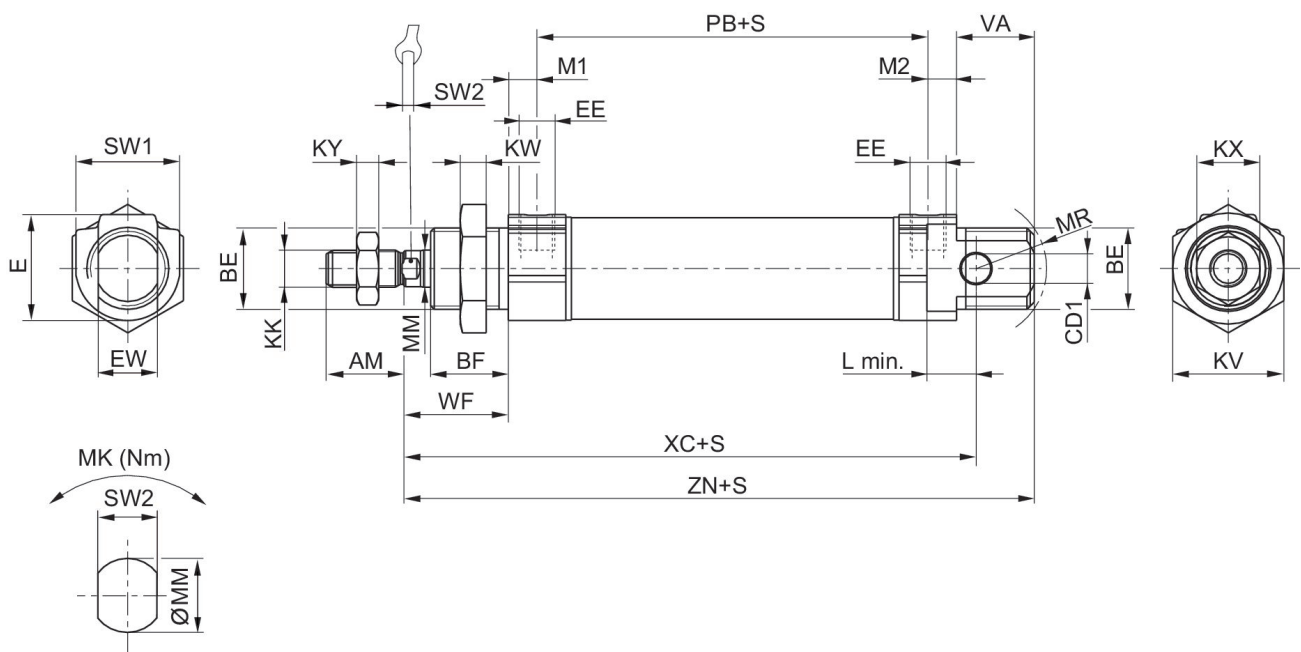 PB+S
VA
M1
M2
SW2
EE
SW1
KY
KW
EE
KX
MR
E
BE
BE
KK
MM
CD1
EW
AM
BF
L min.
KV
WF
XC+S
MK (Nm)
ZN+S
SW2
ØMM